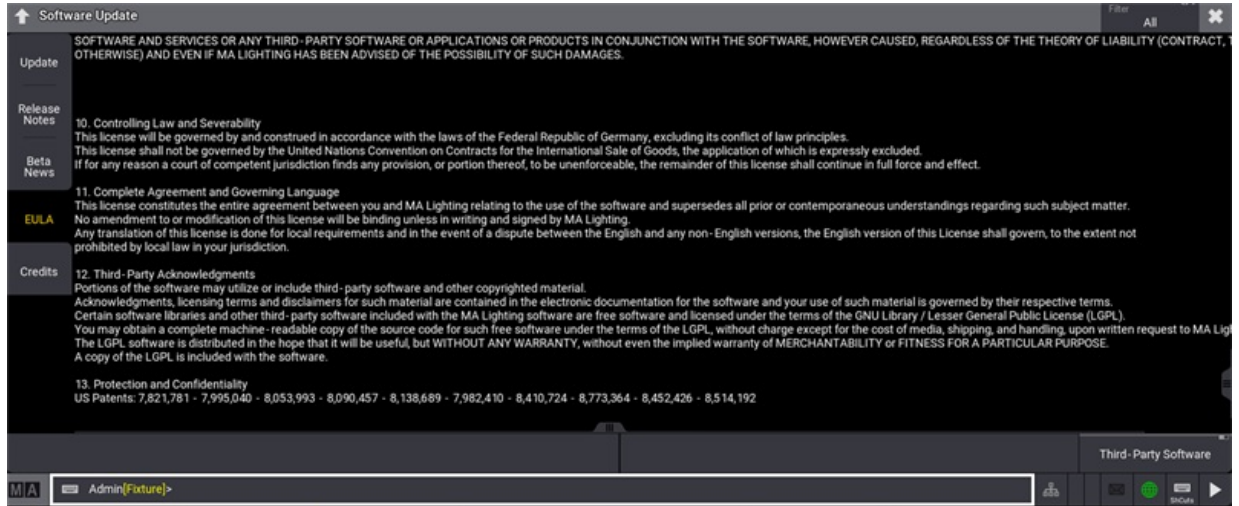 Software Update
Filter
All
Update
Release
Notes
Beta
News
EULA
Credits
SOFTWARE AND SERVICES OR ANY THIRD-PARTY SOFTWARE OR APPLICATIONS OR PRODUCTS IN CONJUNCTION WITH THE SOFTWARE, HOWEVER CAUSED, REGARDLESS OF THE THEORY OF LIABILITY (CONTRACT,
OTHERWISE) AND EVEN IF MA LIGHTING HAS BEEN ADVISED OF THE POSSIBILITY OF SUCH DAMAGES.
10. Controlling Law and Severability
This license will be governed by and construed in accordance with the laws of the Federal Republic of Germany, excluding its conflict of law principles.
This license shall not be governed by the United Nations Convention on Contracts for the International Sale of Goods, the application of which is expressly excluded.
If for any reason a court of competent jurisdiction finds any provision, or portion thereof, to be unenforceable, the remainder of this license shall continue in full force and effect.
11. Complete Agreement and Governing Language
This license constitutes the entire agreement between you and MA Lighting relating to the use of the software and supersedes all prior or contemporaneous understandings regarding such subject matter.
No amendment to or modification of this license will be binding unless in writing and signed by MA Lighting.
Any translation of this license is done for local requirements and in the event of a dispute between the English and any non-English versions, the English version of this License shall govern, to the extent not
prohibited by local law in your jurisdiction.
12. Third-Party Acknowledgments
Portions of the software may utilize or include third-party software and other copyrighted material.
Acknowledgments, licensing terms and disclaimers for such material are contained in the electronic documentation for the software and your use of such material is governed by their respective terms.
Certain software libraries and other third-party software included with the MA Lighting software are free software and licensed under the terms of the GNU Library / Lesser General Public License (LGPL).
You may obtain a complete machine-readable copy of the source code for such free software under the terms of the LGPL, without charge except for the cost of media, shipping, and handling, upon written request to MA Ligh
The LGPL software is distributed in the hope that it will be useful, but WITHOUT ANY WARRANTY, without even the implied warranty of MERCHANTABILITY or FITNESS FOR A PARTICULAR PURPOSE.
A copy of the LGPL is included with the software.
13. Protection and Confidentiality
US Patents: 7,821,781 - 7,995,040 - 8,053,993 - 8,090,457 - 8,138,689 - 7,982,410 - 8,410,724 - 8,773,364 - 8,452,426 - 8,514,192
Third-Party Software
MA
Admin[Fixture]>
ShCuts